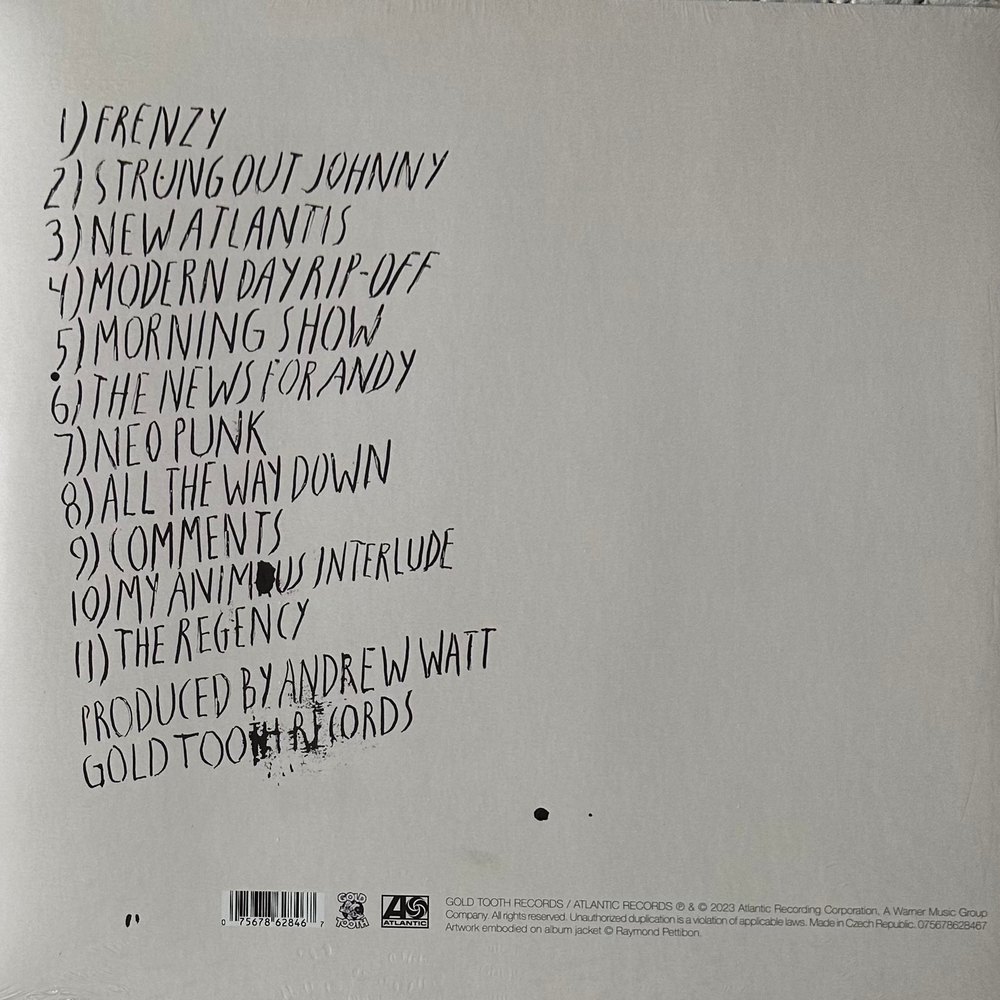 1) FRENZY
2) STRUNG OUT JOHNNY
3) NEW ATLANTIS
4) MODERN DAY RIP-OFF
5) MORNING SHOW
6) THE NEWS FOR ANDY
7) NEO PUNK
8) ALL THE WAY DOWN
9) COMMENTS
10) MY ANIMOUS INTERLUDE
11) THE REGENCY
PRODUCED BY ANDREW WATT
GOLD TOOTH RECORDS
0 75678 62846 7
GOLD TOOTH
ATLANTIC
GOLD TOOTH RECORDS / ATLANTIC RECORDS ℗ & © 2023 Atlantic Recording Corporation. A Warner Music Group
Company. All rights reserved. Unauthorized duplication is a violation of applicable laws. Made in Czech Republic. 075678628467
Artwork embodied on album jacket © Raymond Pettibon.